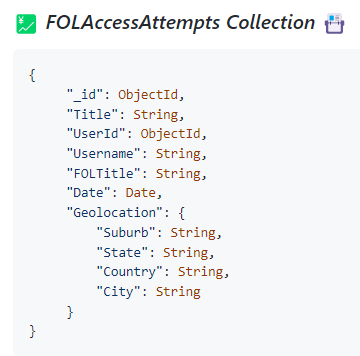 FOLAccessAttempts Collection
{
"_id": ObjectId,
"Title": String,
"UserId": ObjectId,
"Username": String,
"FOLTitle": String,
"Date": Date,
"Geolocation": {
"Suburb": String,
"State": String,
"Country": String,
"City": String
}
}